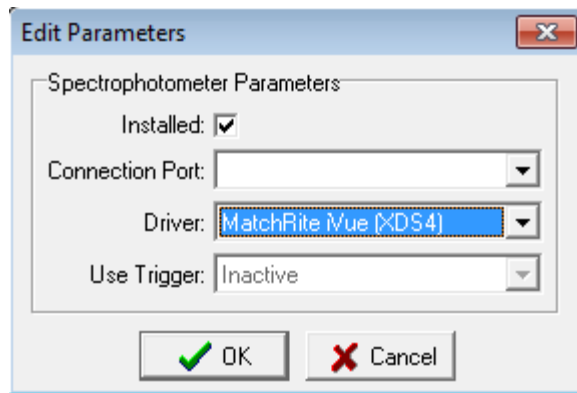 Edit Parameters
Spectrophotometer Parameters
Installed:
Connection Port:
Driver: MatchRite iVue (XDS4)
Use Trigger: Inactive
OK Cancel